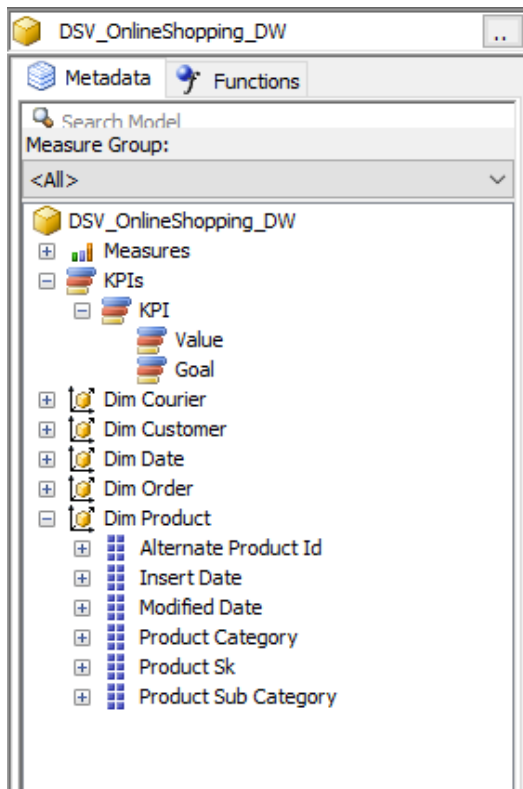 DSV_OnlineShopping_DW
..
Metadata
Functions
Search Model
Measure Group:
<All>
DSV_OnlineShopping_DW
Measures
KPIs
KPI
Value
Goal
Dim Courier
Dim Customer
Dim Date
Dim Order
Dim Product
Alternate Product Id
Insert Date
Modified Date
Product Category
Product Sk
Product Sub Category